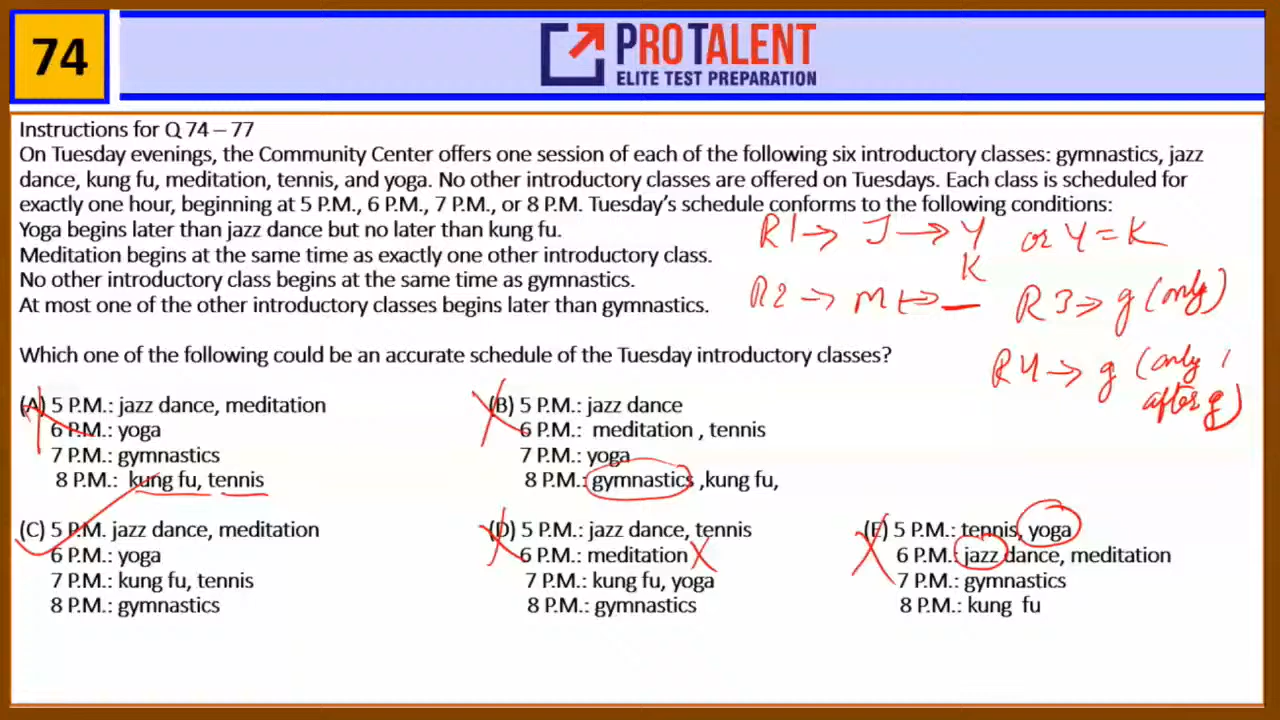 74
PROTALENT
ELITE TEST PREPARATION
Instructions for Q 74 – 77
On Tuesday evenings, the Community Center offers one session of each of the following six introductory classes: gymnastics, jazz
dance, kung fu, meditation, tennis, and yoga. No other introductory classes are offered on Tuesdays. Each class is scheduled for
exactly one hour, beginning at 5 P.M., 6 P.M., 7 P.M., or 8 P.M. Tuesday's schedule conforms to the following conditions:
Yoga begins later than jazz dance but no later than kung fu.
Meditation begins at the same time as exactly one other introductory class.
No other introductory class begins at the same time as gymnastics.
At most one of the other introductory classes begins later than gymnastics.
R1 → J → Y or Y = K
K
R2 → M ↔ — R3 → g (only)
R4 → g (only 1
after g)
Which one of the following could be an accurate schedule of the Tuesday introductory classes?
(A) 5 P.M.: jazz dance, meditation
6 P.M.: yoga
7 P.M.: gymnastics
8 P.M.: kung fu, tennis
(B) 5 P.M.: jazz dance
6 P.M.: meditation , tennis
7 P.M.: yoga
8 P.M.: gymnastics ,kung fu,
(C) 5 P.M. jazz dance, meditation
6 P.M.: yoga
7 P.M.: kung fu, tennis
8 P.M.: gymnastics
(D) 5 P.M.: jazz dance, tennis
6 P.M.: meditation
7 P.M.: kung fu, yoga
8 P.M.: gymnastics
(E) 5 P.M.: tennis, yoga
6 P.M.: jazz dance, meditation
7 P.M.: gymnastics
8 P.M.: kung fu